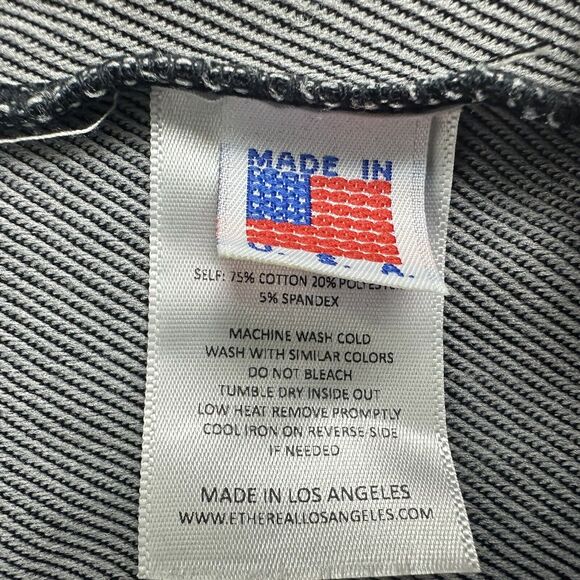 MADE IN
U. S. A.
SELF: 75% COTTON 20%
5% SPANDEX
MACHINE WASH COLD
WASH WITH SIMILAR COLORS
DO NOT BLEACH
TUMBLE DRY INSIDE OUT
LOW HEAT REMOVE PROMPTLY
COOL IRON ON REVERSE SIDE
IF NEEDED
MADE IN LOS ANGELES
WWW.ETHEREALLOSANGELES.COM